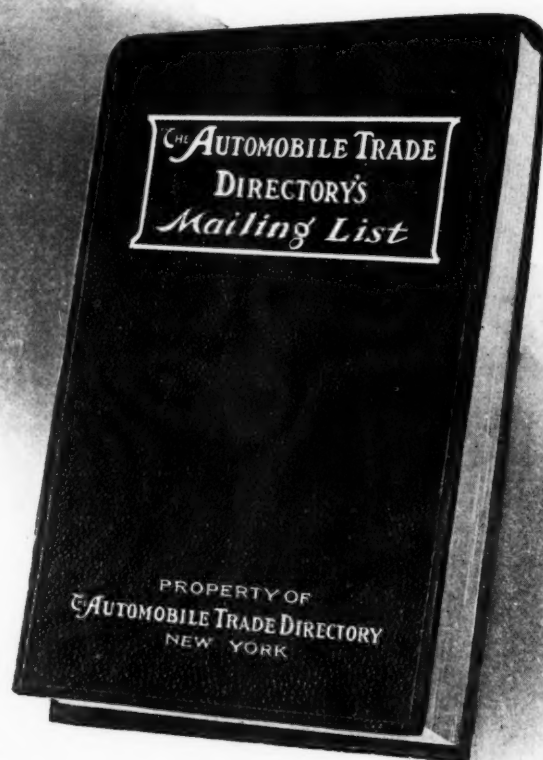 THE AUTOMOBILE TRADE
DIRECTORY'S
Mailing List
PROPERTY OF
THE AUTOMOBILE TRADE DIRECTORY
NEW YORK